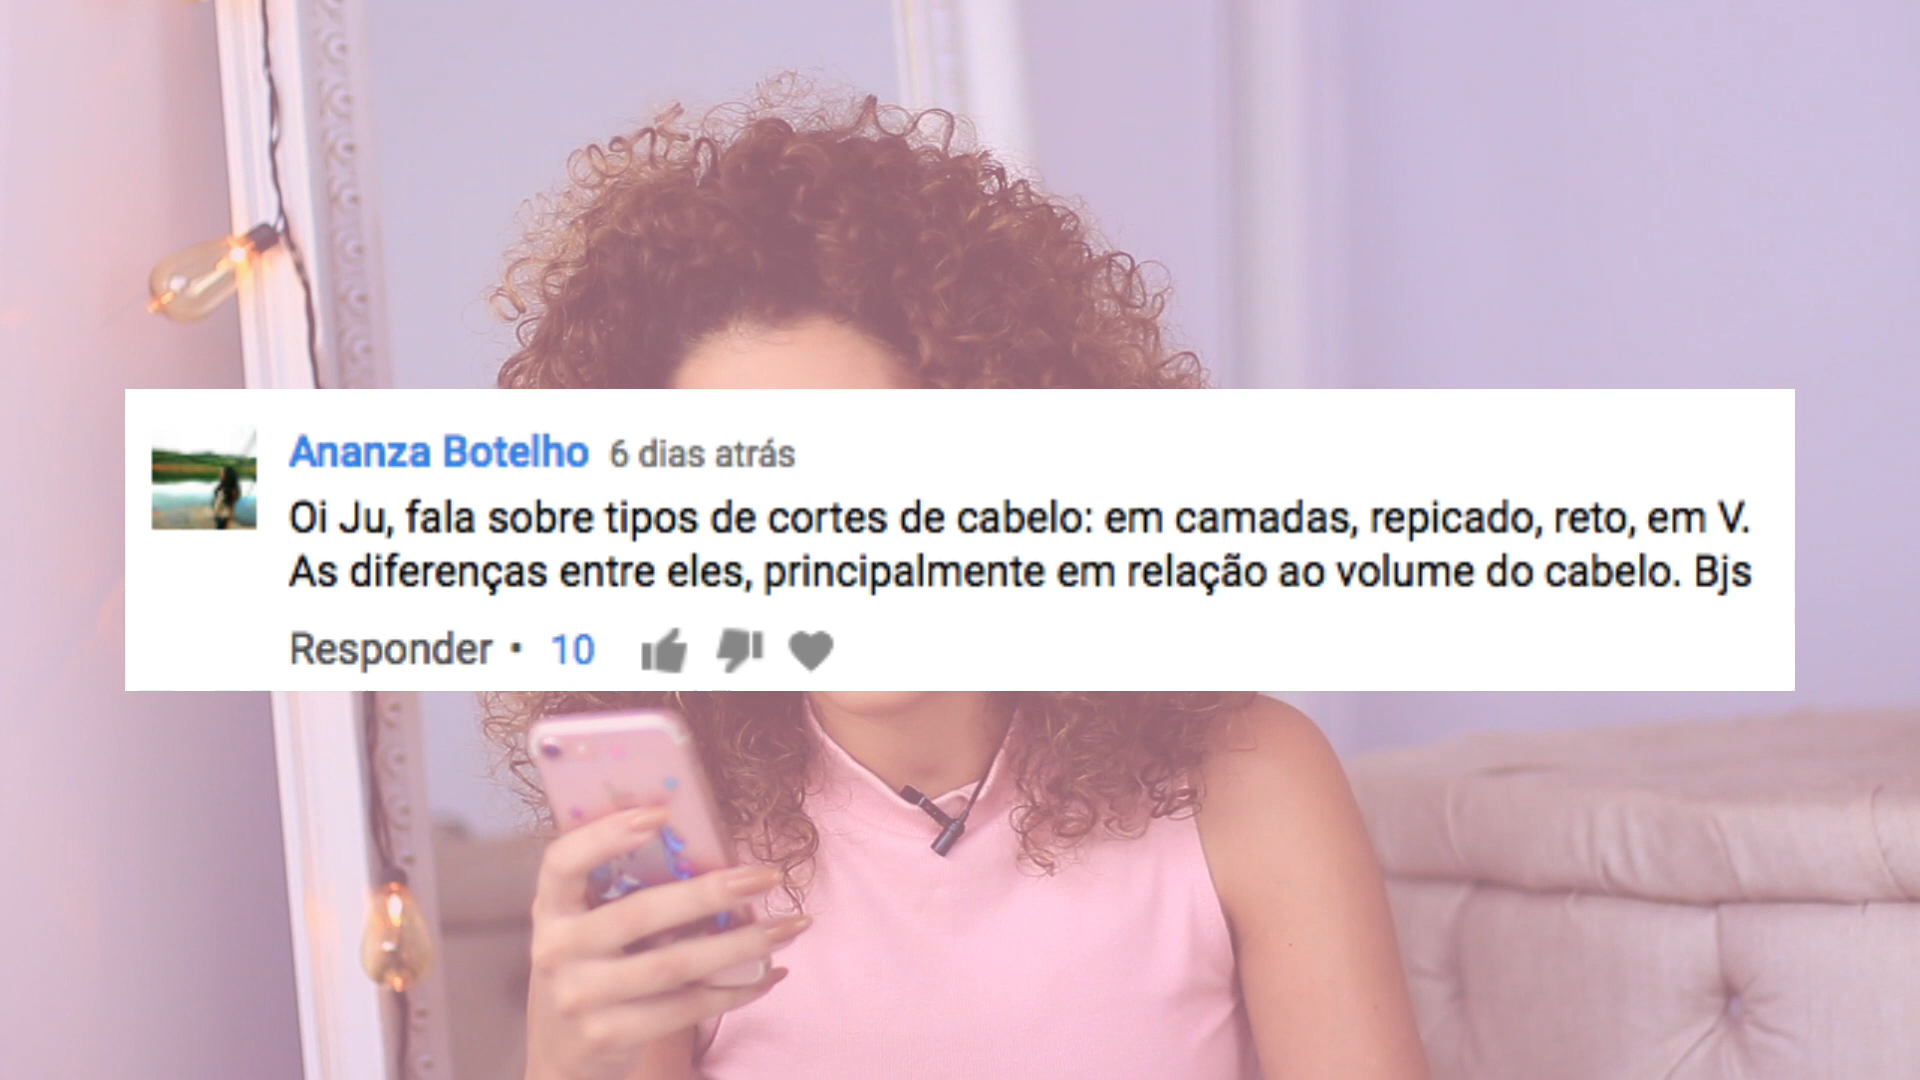 Ananza Botelho 6 dias atrás
Oi Ju, fala sobre tipos de cortes de cabelo: em camadas, repicado, reto, em V.
As diferenças entre eles, principalmente em relação ao volume do cabelo. Bjs
Responder • 10